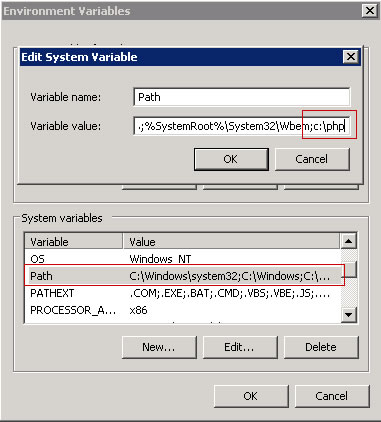 Environment Variables
Edit System Variable
Variable name: Path
Variable value: .;%SystemRoot%\System32\Wbem;c:\php
OK Cancel
System variables
Variable Value
OS Windows_NT
Path C:\Windows\system32;C:\Windows;C:\...
PATHEXT .COM;.EXE;.BAT;.CMD;.VBS;.VBE;.JS;....
PROCESSOR_A... x86
New... Edit... Delete
OK Cancel